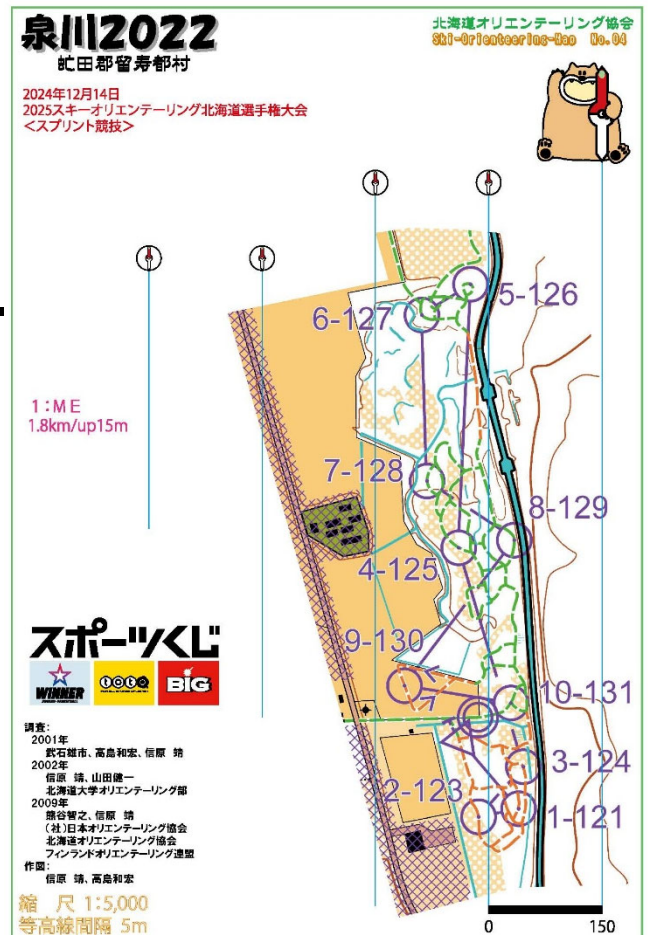 泉川2022
虻田郡留寿都村
北海道オリエンテーリング協会
Ski-Orienteering-Map No.04
2024年12月14日
2025スキーオリエンテーリング北海道選手権大会
<スプリント競技>
5-126
6-127
1:ME
1.8km/up15m
7-128
8-129
4-125
9-130
10-131
3-124
2-123
1-121
スポーツくじ
WINNER
toto
BIG
調査:
2001年
武石雄市、高島和宏、信原 靖
2002年
信原 靖、山田健一
北海道大学オリエンテーリング部
2009年
熊谷智之、信原 靖
(社)日本オリエンテーリング協会
北海道オリエンテーリング協会
フィンランドオリエンテーリング連盟
作図:
信原 靖、高島和宏
縮 尺 1:5,000
等高線間隔 5m
0 150